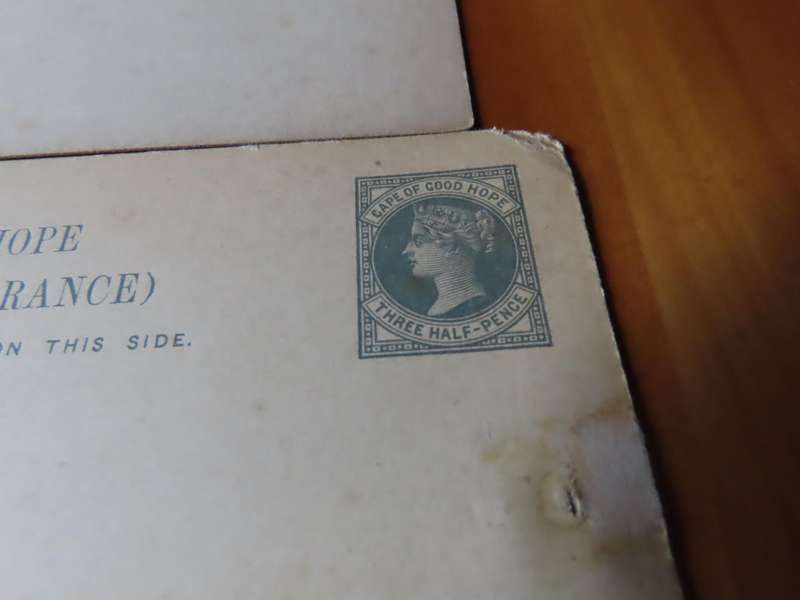 HOPE
RANCE)
ON THIS SIDE.
CAPE OF GOOD HOPE
THREE HALF-PENCE